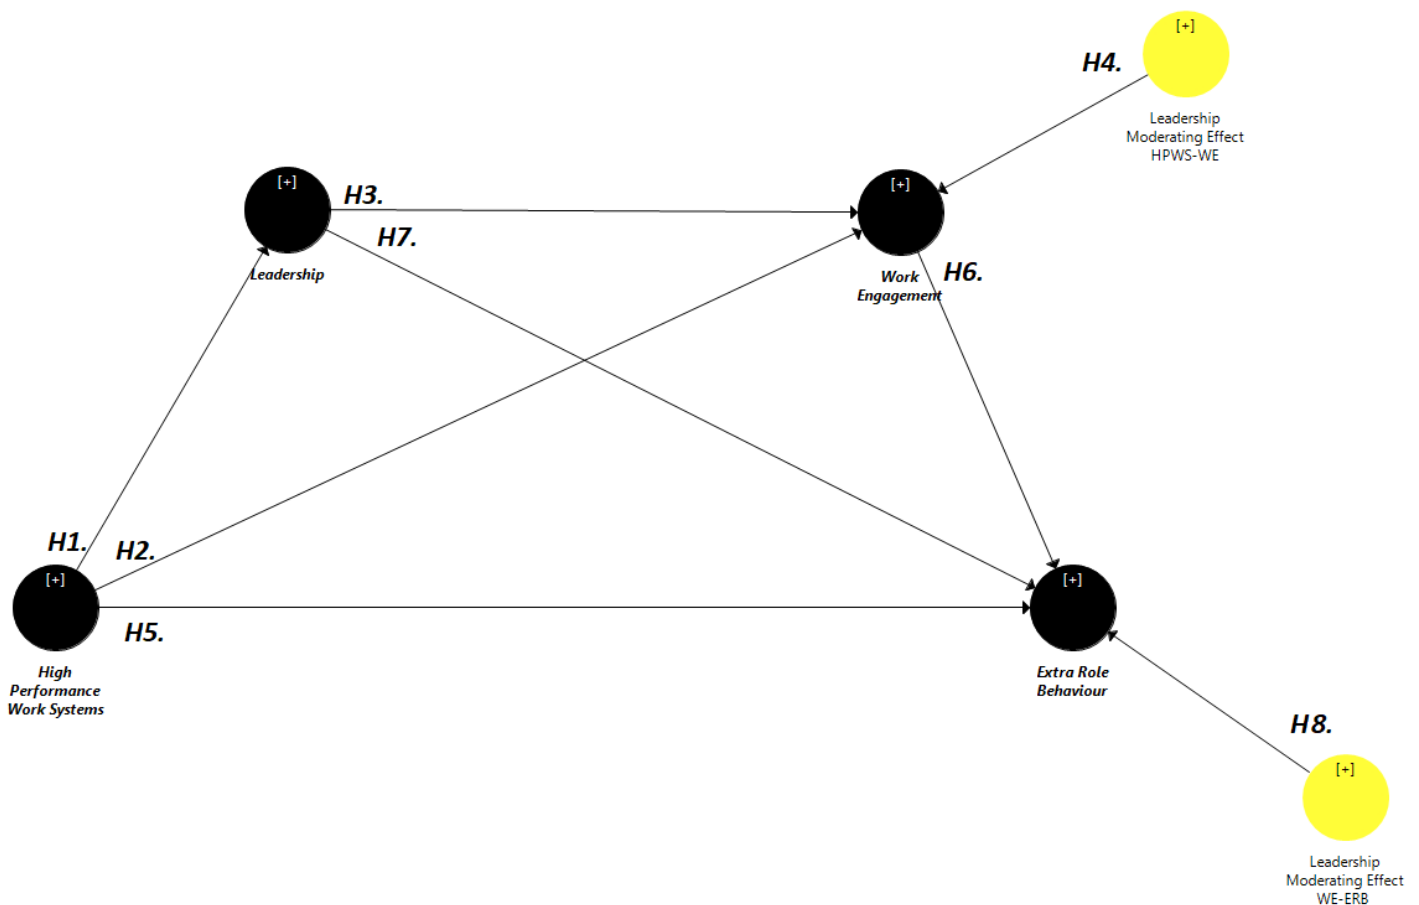 [+]
H4.
Leadership
Moderating Effect
HPWS-WE
[+]
H3.
H7.
Leadership
[+]
Work
Engagement
H6.
H1.
H2.
[+]
H5.
High
Performance
Work Systems
[+]
Extra Role
Behaviour
H8.
[+]
Leadership
Moderating Effect
WE-ERB